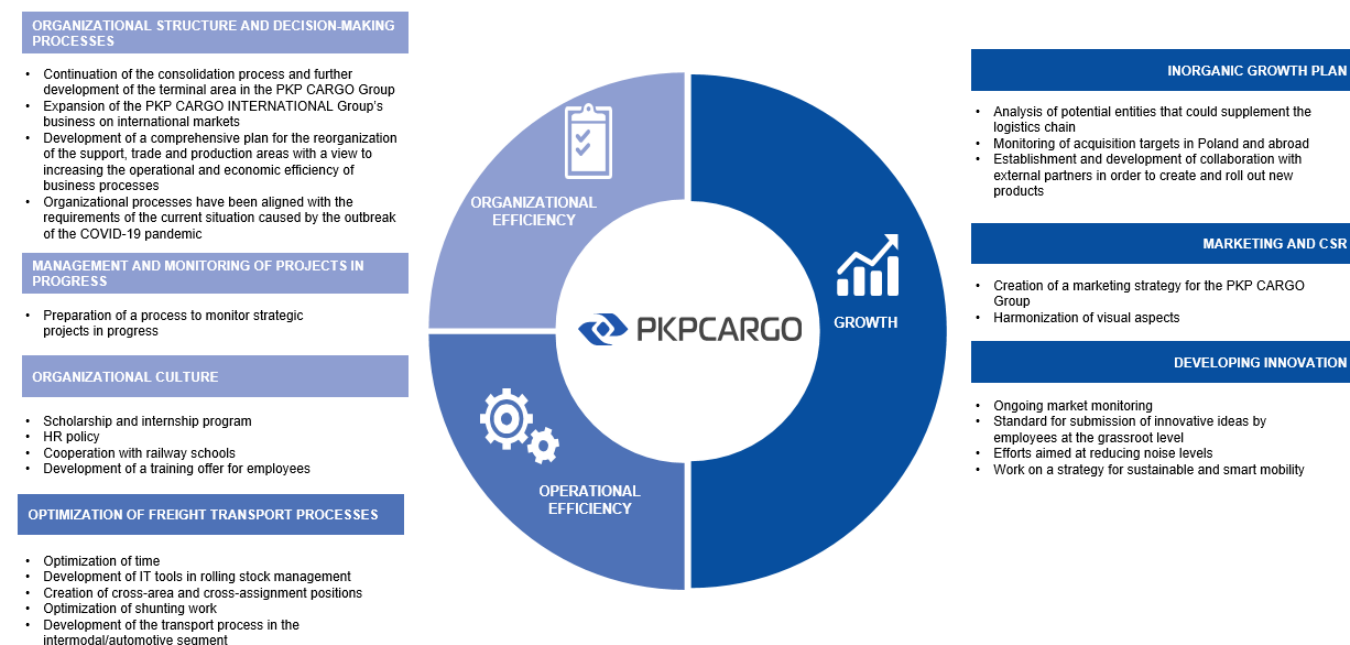 ORGANIZATIONAL STRUCTURE AND DECISION-MAKING
PROCESSES
• Continuation of the consolidation process and further
development of the terminal area in the PKP CARGO Group
• Expansion of the PKP CARGO INTERNATIONAL Group's
business on international markets
• Development of a comprehensive plan for the reorganization
of the support, trade and production areas with a view to
increasing the operational and economic efficiency of
business processes
• Organizational processes have been aligned with the
requirements of the current situation caused by the outbreak
of the COVID-19 pandemic
MANAGEMENT AND MONITORING OF PROJECTS IN
PROGRESS
• Preparation of a process to monitor strategic
projects in progress
ORGANIZATIONAL CULTURE
• Scholarship and internship program
• HR policy
• Cooperation with railway schools
• Development of a training offer for employees
OPTIMIZATION OF FREIGHT TRANSPORT PROCESSES
• Optimization of time
• Development of IT tools in rolling stock management
• Creation of cross-area and cross-assignment positions
• Optimization of shunting work
• Development of the transport process in the
intermodal/automotive segment
ORGANIZATIONAL
EFFICIENCY
PKPCARGO
GROWTH
OPERATIONAL
EFFICIENCY
INORGANIC GROWTH PLAN
• Analysis of potential entities that could supplement the
logistics chain
• Monitoring of acquisition targets in Poland and abroad
• Establishment and development of collaboration with
external partners in order to create and roll out new
products
MARKETING AND CSR
• Creation of a marketing strategy for the PKP CARGO
Group
• Harmonization of visual aspects
DEVELOPING INNOVATION
• Ongoing market monitoring
• Standard for submission of innovative ideas by
employees at the grassroot level
• Efforts aimed at reducing noise levels
• Work on a strategy for sustainable and smart mobility